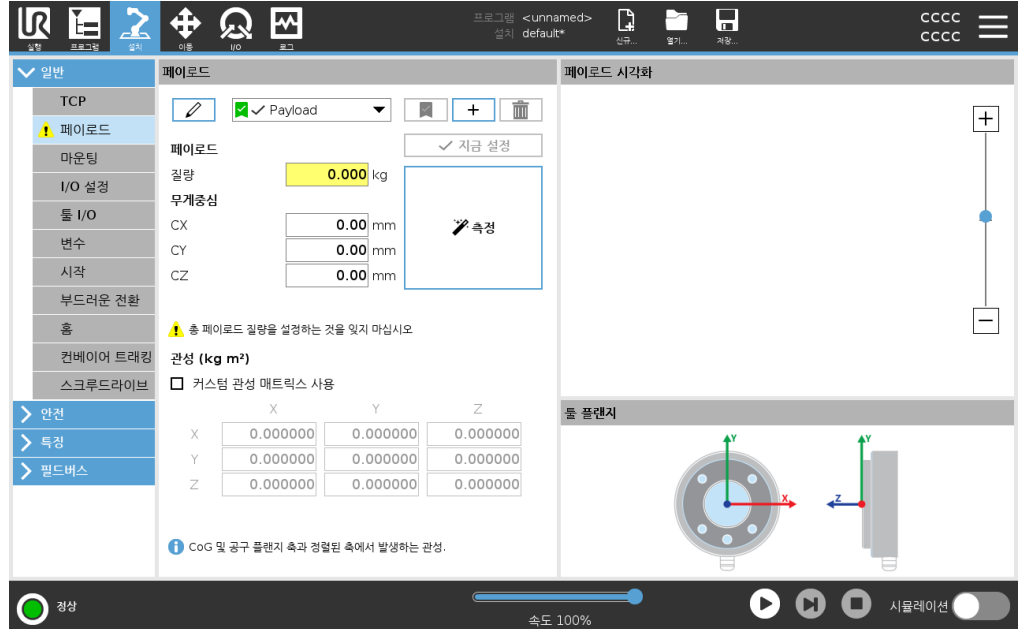 UR
실행
프로그램
설치
이동
I/O
로그
프로그램 <unnamed>
설치 default*
신규...
열기...
저장...
CCCC
CCCC
일반
TCP
페이로드
마운팅
I/O 설정
툴 I/O
변수
시작
부드러운 전환
홈
컨베이어 트래킹
스크루드라이브
안전
특징
필드버스
페이로드
Payload
지금 설정
페이로드
질량 0.000 kg
무게중심
CX 0.00 mm
CY 0.00 mm
CZ 0.00 mm
측정
총 페이로드 질량을 설정하는 것을 잊지 마십시오
관성 (kg m²)
커스텀 관성 매트릭스 사용
X Y Z
X 0.000000 0.000000 0.000000
Y 0.000000 0.000000 0.000000
Z 0.000000 0.000000 0.000000
CoG 및 공구 플랜지 축과 정렬된 축에서 발생하는 관성.
페이로드 시각화
툴 플랜지
Y
X
Y
Z
정상
속도 100%
시뮬레이션